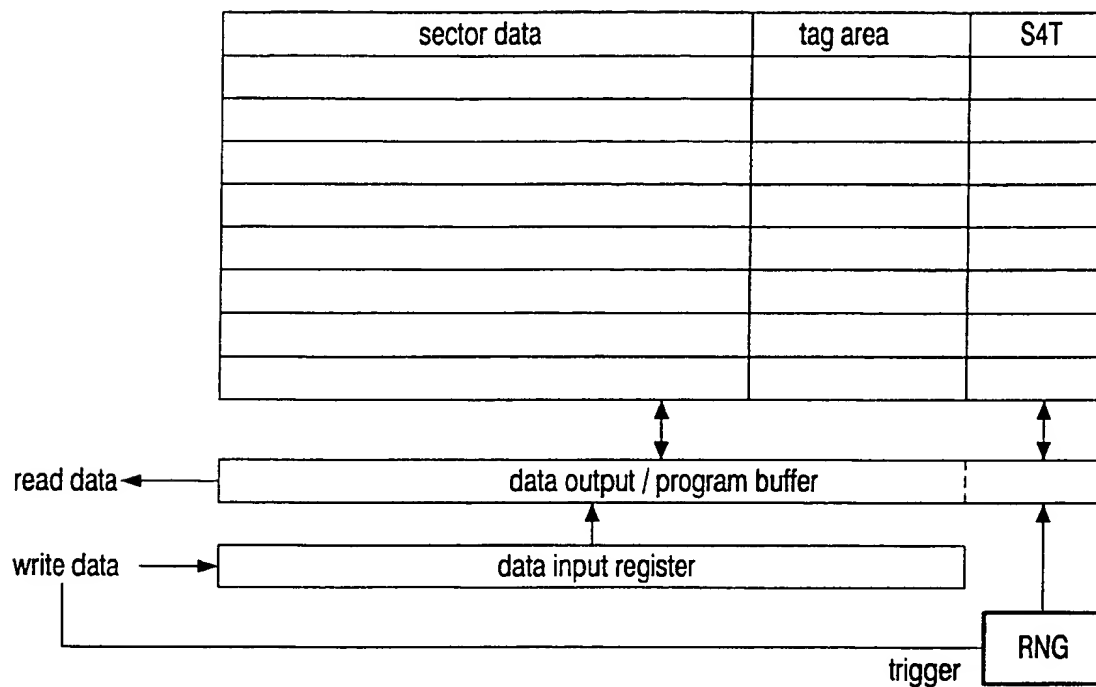 sector data tag area S4T
read data data output / program buffer
write data data input register
trigger RNG